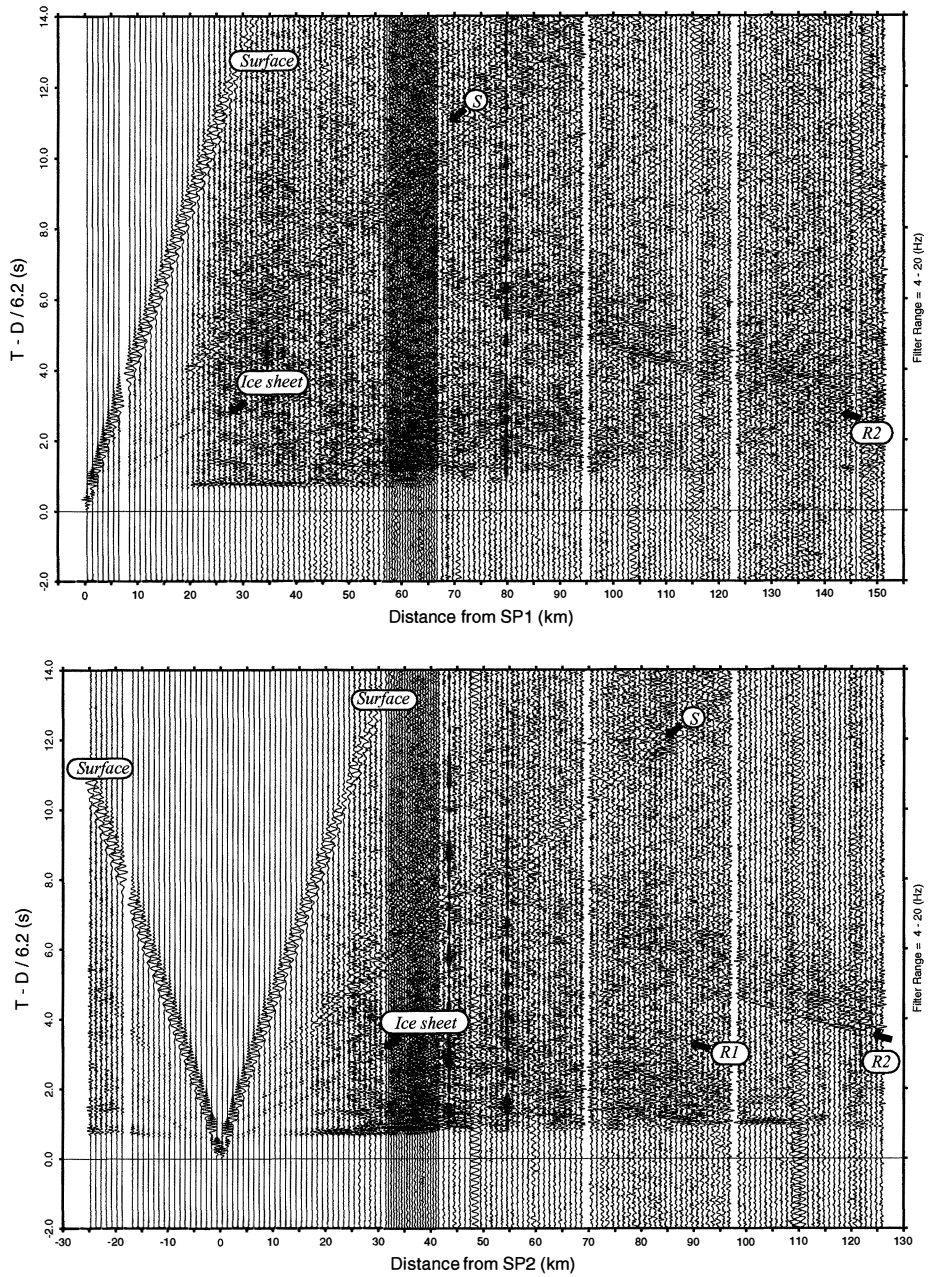 14.0
12.0
10.0
8.0
6.0
4.0
2.0
0.0
-2.0
T - D / 6.2 (s)
Surface
S
Ice sheet
R2
Filter Range = 4 - 20 (Hz)
0 10 20 30 40 50 60 70 80 90 100 110 120 130 140 150
Distance from SP1 (km)
14.0
12.0
10.0
8.0
6.0
4.0
2.0
0.0
-2.0
T - D / 6.2 (s)
Surface
Surface
S
Ice sheet
R1
R2
Filter Range = 4 - 20 (Hz)
-30 -20 -10 0 10 20 30 40 50 60 70 80 90 100 110 120 130
Distance from SP2 (km)